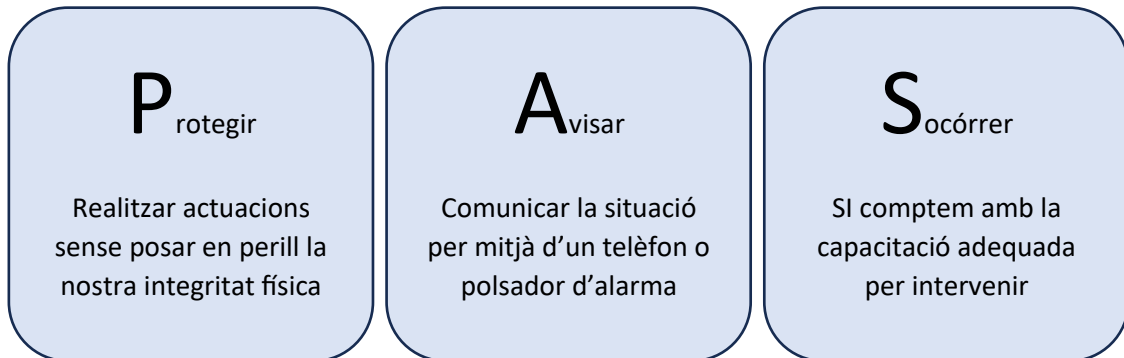 Protegir
Realitzar actuacions
sense posar en perill la
nostra integritat física
Avisar
Comunicar la situació
per mitjà d’un telèfon o
polsador d’alarma
Socórrer
SI comptem amb la
capacitació adequada
per intervenir